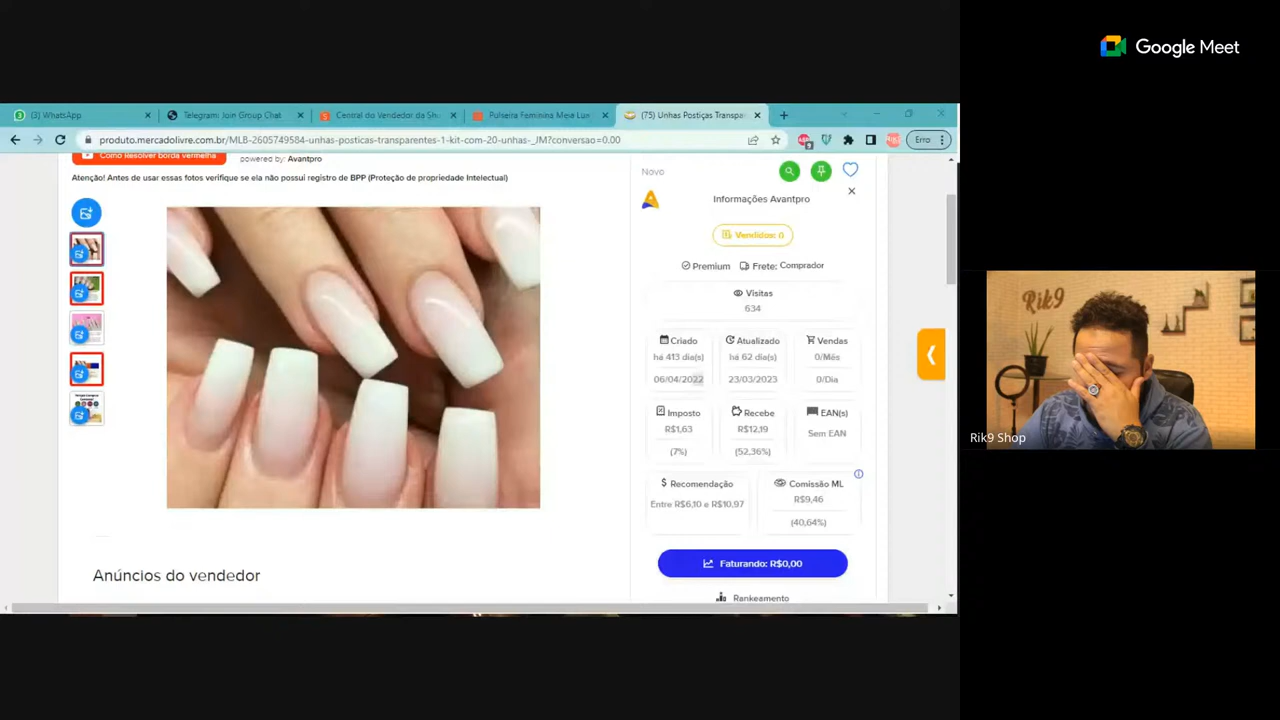 Google Meet
(3) WhatsApp
Telegram: Join Group Chat
Central do Vendedor da Sho
Pulseira Feminina Meia Lua
(75) Unhas Postiças Transpa
produto.mercadolivre.com.br/MLB-2605749584-unhas-posticas-transparentes-1-kit-com-20-unhas-_JM?conversao=0.00
Erro
Como Resolver borda vermelha
powered by: Avantpro
Atenção! Antes de usar essas fotos verifique se ela não possui registro de BPP (Proteção de propriedade Intelectual)
Novo
Informações Avantpro
Vendidos: 0
Premium
Frete: Comprador
Visitas
634
Criado
há 413 dia(s)
06/04/2022
Atualizado
há 62 dia(s)
23/03/2023
Vendas
0/Mês
0/Dia
Imposto
R$1,63
(7%)
Recebe
R$12,19
(52,36%)
EAN(s)
Sem EAN
Recomendação
Entre R$6,10 e R$10,97
Comissão ML
R$9,46
(40,64%)
Faturando: R$0,00
Rankeamento
Anúncios do vendedor
Rik9
Rik9 Shop